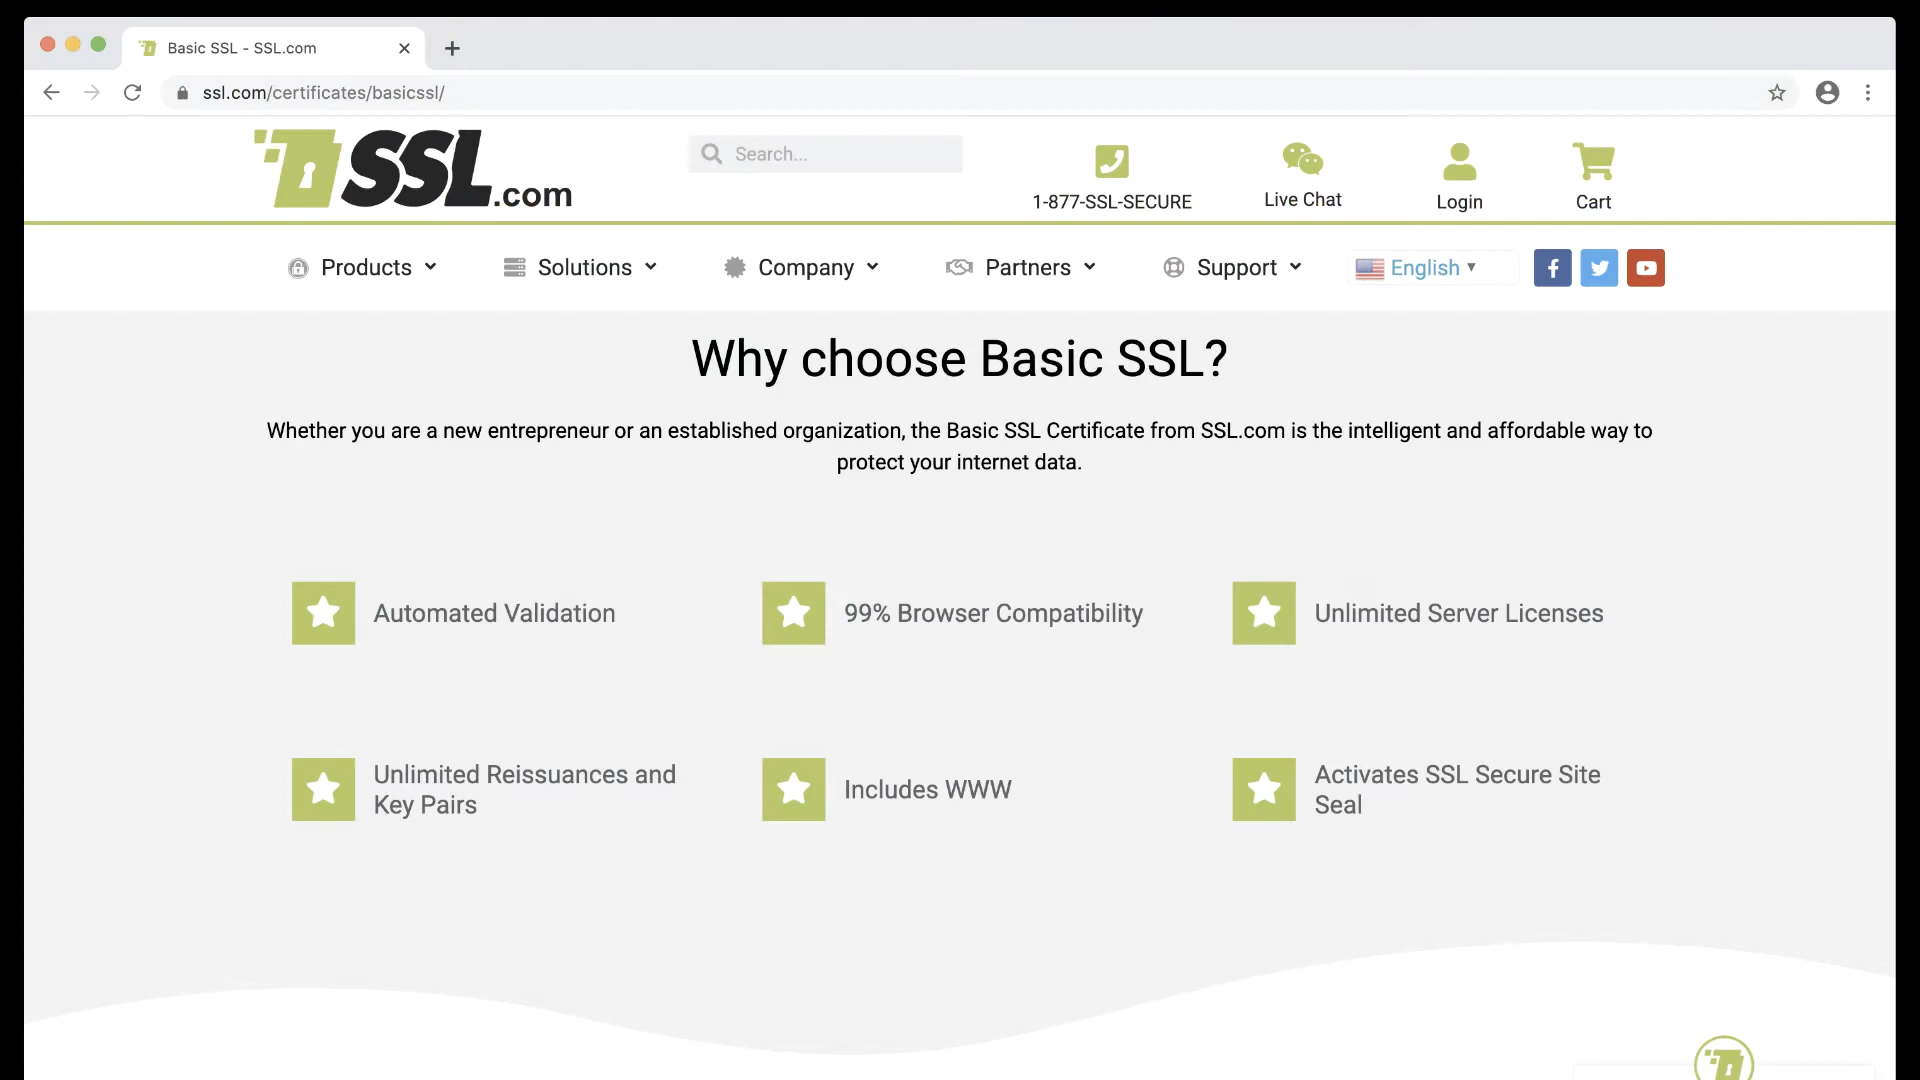 Basic SSL - SSL.com
ssl.com/certificates/basicssl/
SSL.com
Search...
1-877-SSL-SECURE
Live Chat
Login
Cart
Products
Solutions
Company
Partners
Support
English
Why choose Basic SSL?
Whether you are a new entrepreneur or an established organization, the Basic SSL Certificate from SSL.com is the intelligent and affordable way to
protect your internet data.
Automated Validation
99% Browser Compatibility
Unlimited Server Licenses
Unlimited Reissuances and
Key Pairs
Includes WWW
Activates SSL Secure Site
Seal